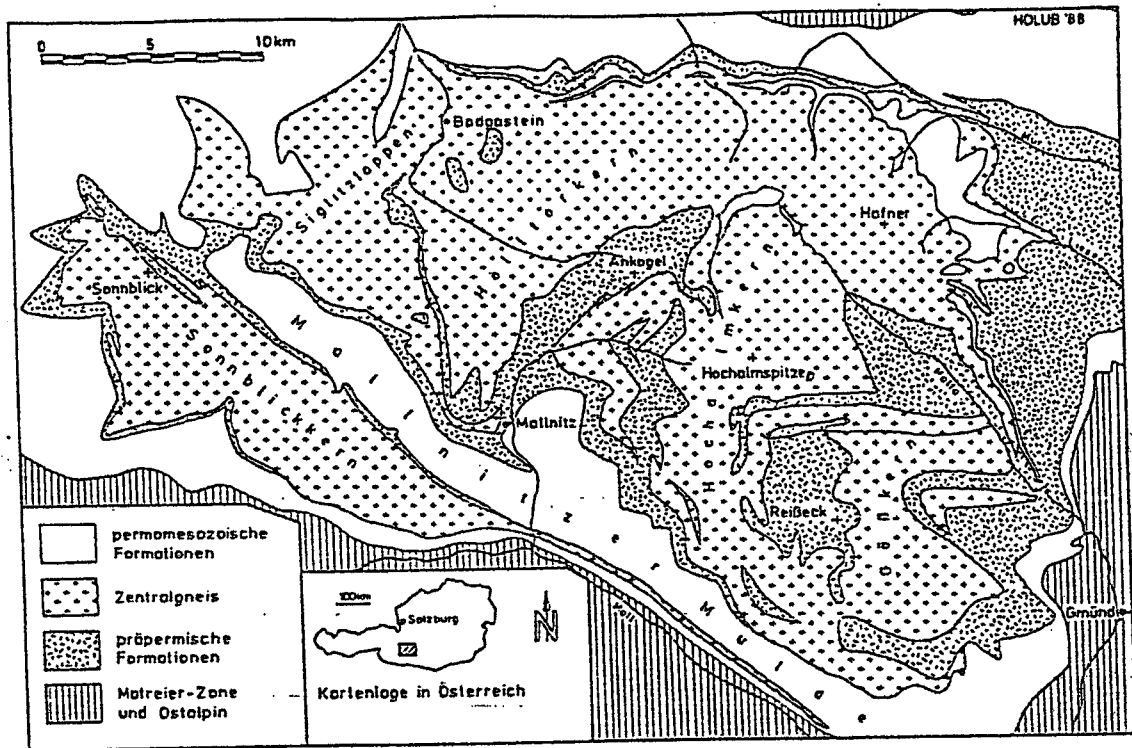 HOLUB '88
0 5 10km
Badgastein
Siglitzlappen
Hölltorkern
Hafner
Ankogel
Sonnblick
Sonnblickkern
Hochalmkern
Hochalmspitze
Mallnitz
Mallnitzer Mulde
Reißeck
Möll
Gmünd
permomesozoische
Formationen
Zentralgneis
präpermische
Formationen
Matreier-Zone
und Ostalpin
100km
Salzburg
N
Kartenlage in Österreich